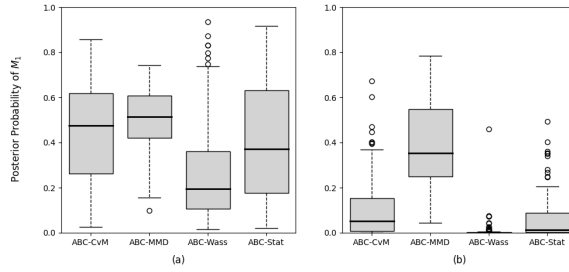 1.0
0.8
0.6
0.4
0.2
0.0
Posterior Probability of M₁
ABC-CvM ABC-MMD ABC-Wass ABC-Stat
(a)
1.0
0.8
0.6
0.4
0.2
0.0
ABC-CvM ABC-MMD ABC-Wass ABC-Stat
(b)